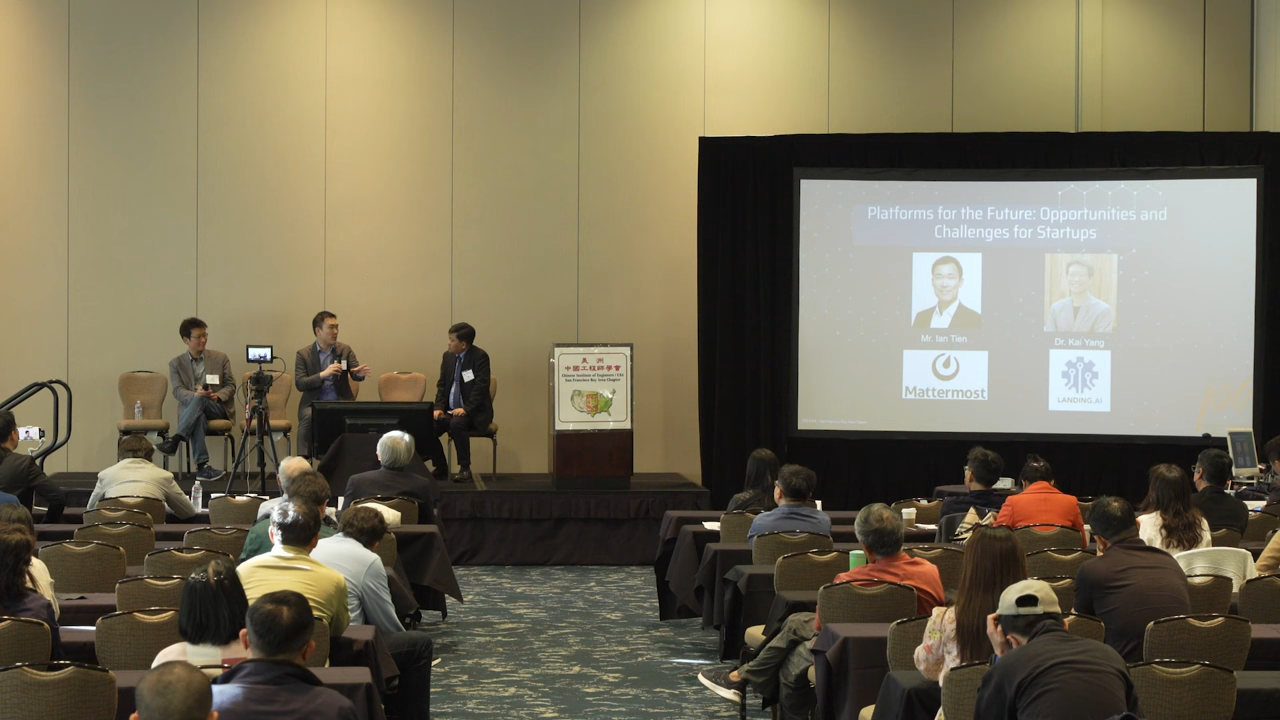 美洲
中國工程師學會
Chinese Institute of Engineers / USA
San Francisco Bay Area Chapter
Platforms for the Future: Opportunities and
Challenges for Startups
Mr. Ian Tien
Dr. Kai Yang
Mattermost
LANDING.AI